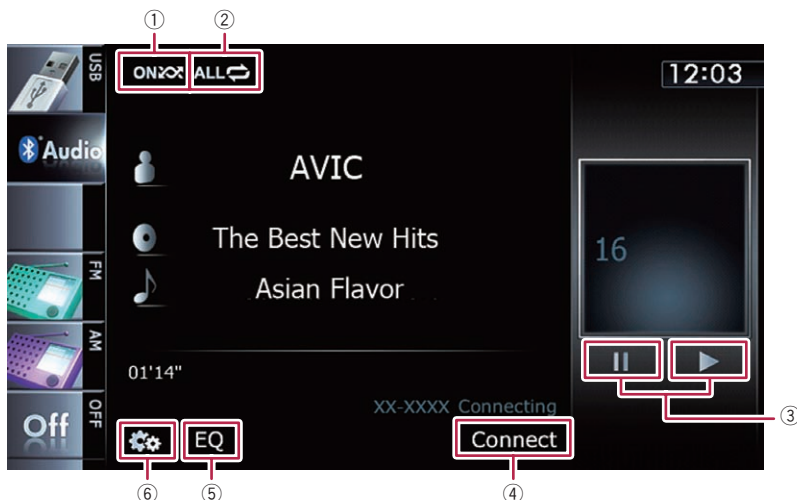 ① ②
USB
ON ALL
12:03
Audio
AVIC
The Best New Hits
16
FM
Asian Flavor
AM
01'14"
③
XX-XXXX Connecting
Off
OFF
EQ
Connect
⑥ ⑤ ④